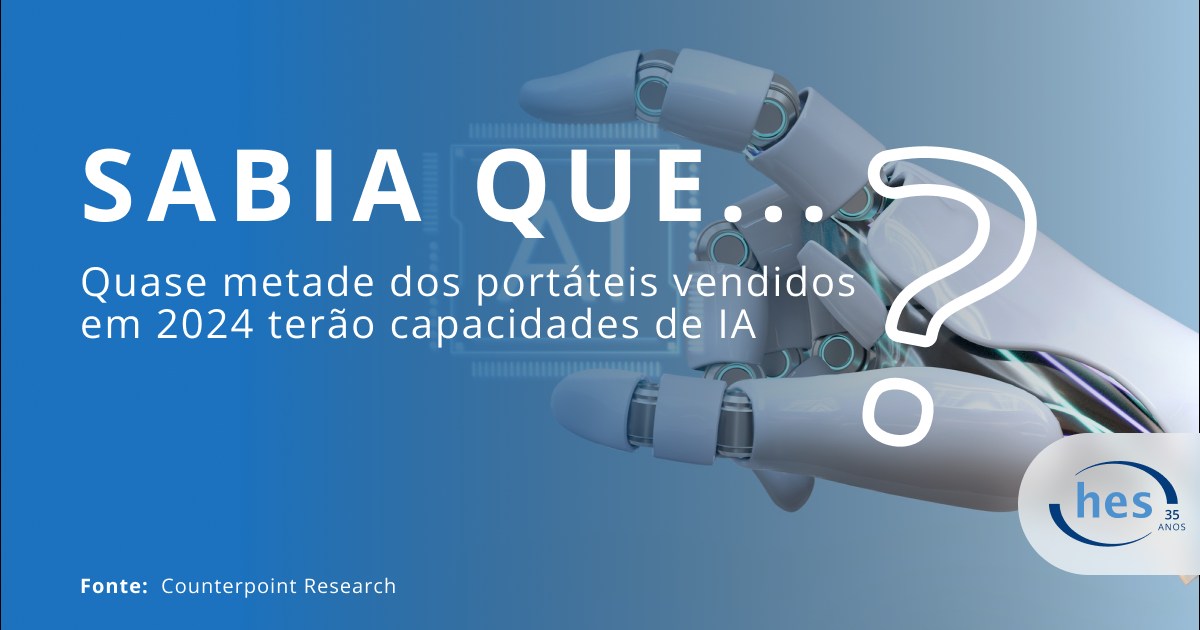 SABIA QUE...
?
Quase metade dos portáteis vendidos
em 2024 terão capacidades de IA
AI
hes
35
ANOS
Fonte: Counterpoint Research